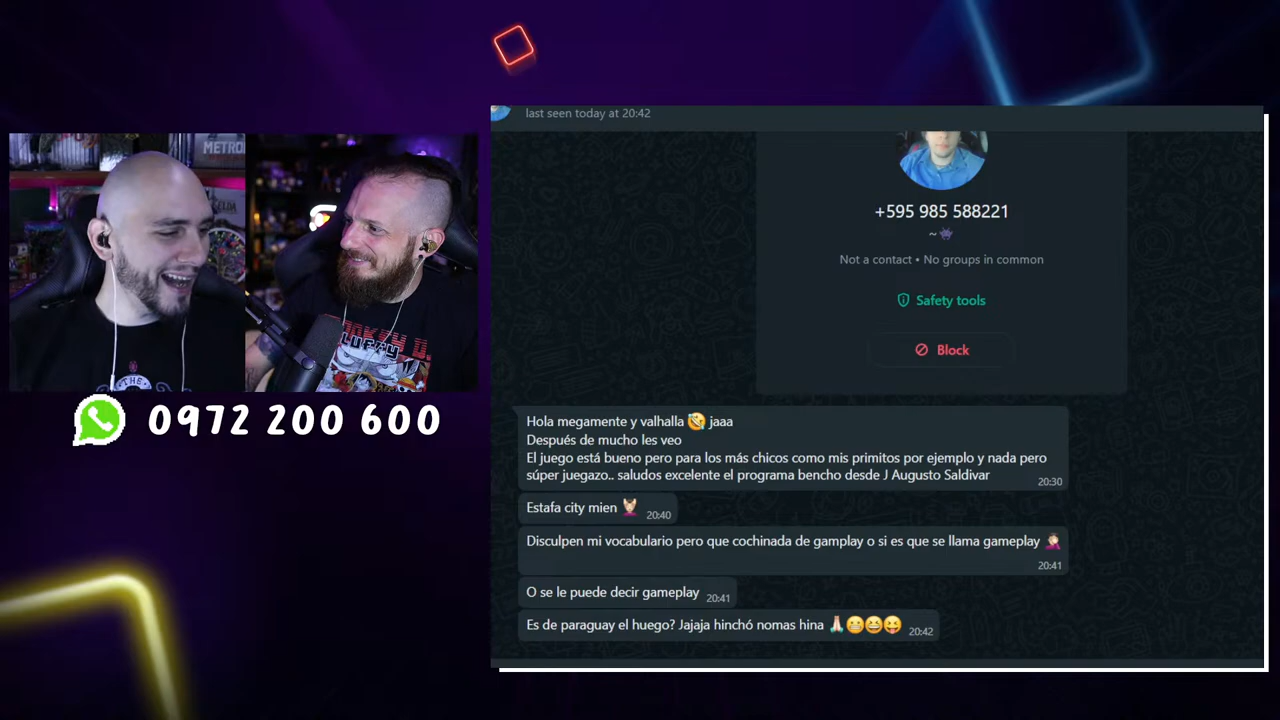 last seen today at 20:42
METRO
+595 985 588221
~👾
Not a contact • No groups in common
Safety tools
Block
LUFFY
THE
0972 200 600
Hola megamente y valhalla 🤣 jaaa
Después de mucho les veo
El juego está bueno pero para los más chicos como mis primitos por ejemplo y nada pero
súper juegazo.. saludos excelente el programa bencho desde J Augusto Saldivar
20:30
Estafa city mien 💆🏻‍♀️ 20:40
Disculpen mi vocabulario pero que cochinada de gamplay o si es que se llama gameplay 🤦🏻‍♀️
20:41
O se le puede decir gameplay 20:41
Es de paraguay el huego? Jajaja hinchó nomas hina 🙏🏻😬😆😜 20:42